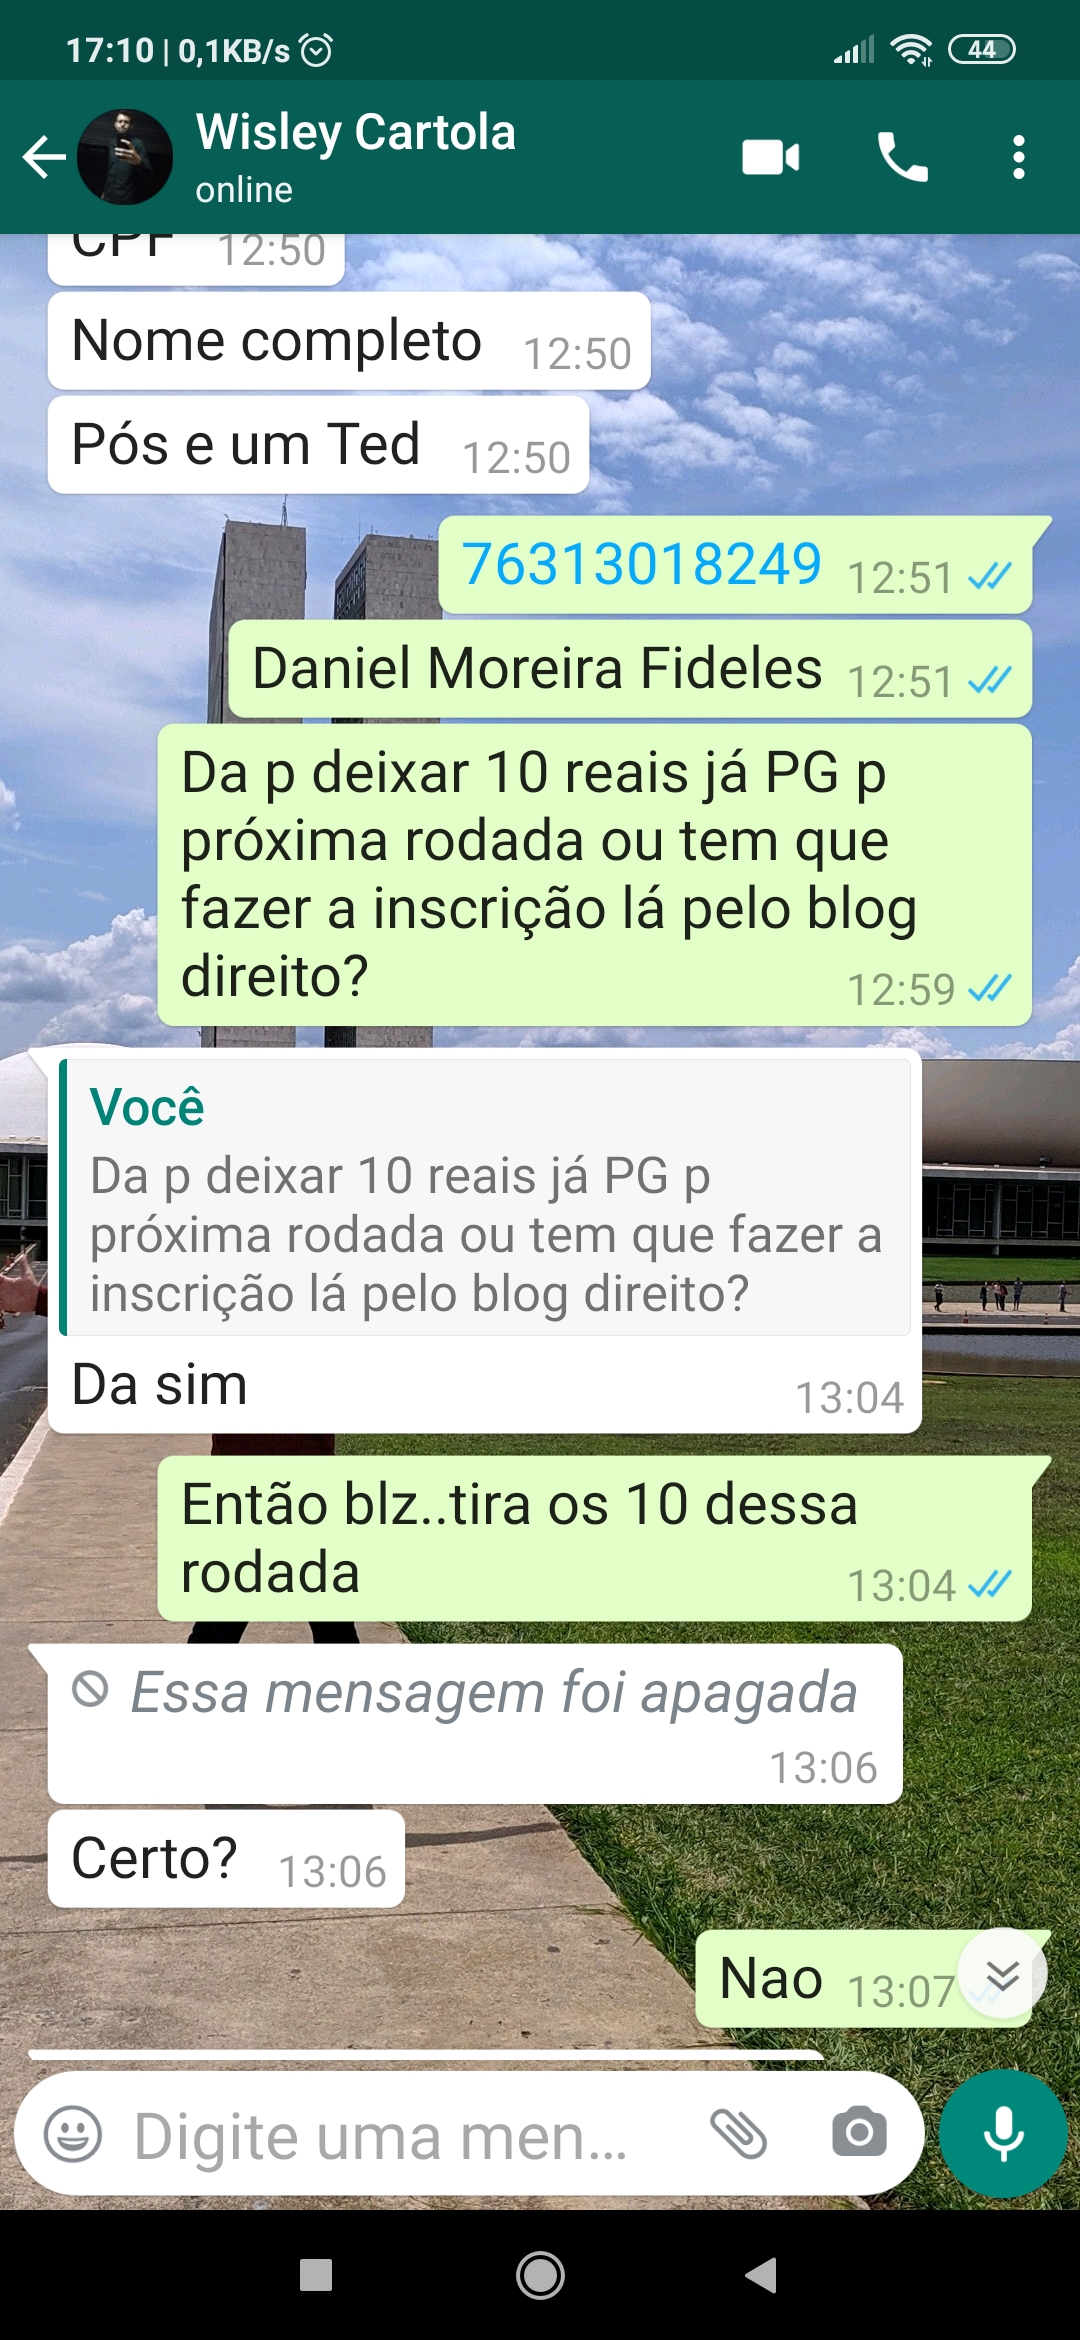 17:10 | 0,1KB/s
44
Wisley Cartola
online
CPF 12:50
Nome completo 12:50
Pós e um Ted 12:50
76313018249 12:51
Daniel Moreira Fideles 12:51
Da p deixar 10 reais já PG p
próxima rodada ou tem que
fazer a inscrição lá pelo blog
direito? 12:59
Você
Da p deixar 10 reais já PG p
próxima rodada ou tem que fazer a
inscrição lá pelo blog direito?
Da sim 13:04
Então blz..tira os 10 dessa
rodada 13:04
Essa mensagem foi apagada
13:06
Certo? 13:06
Nao 13:07
Digite uma men...